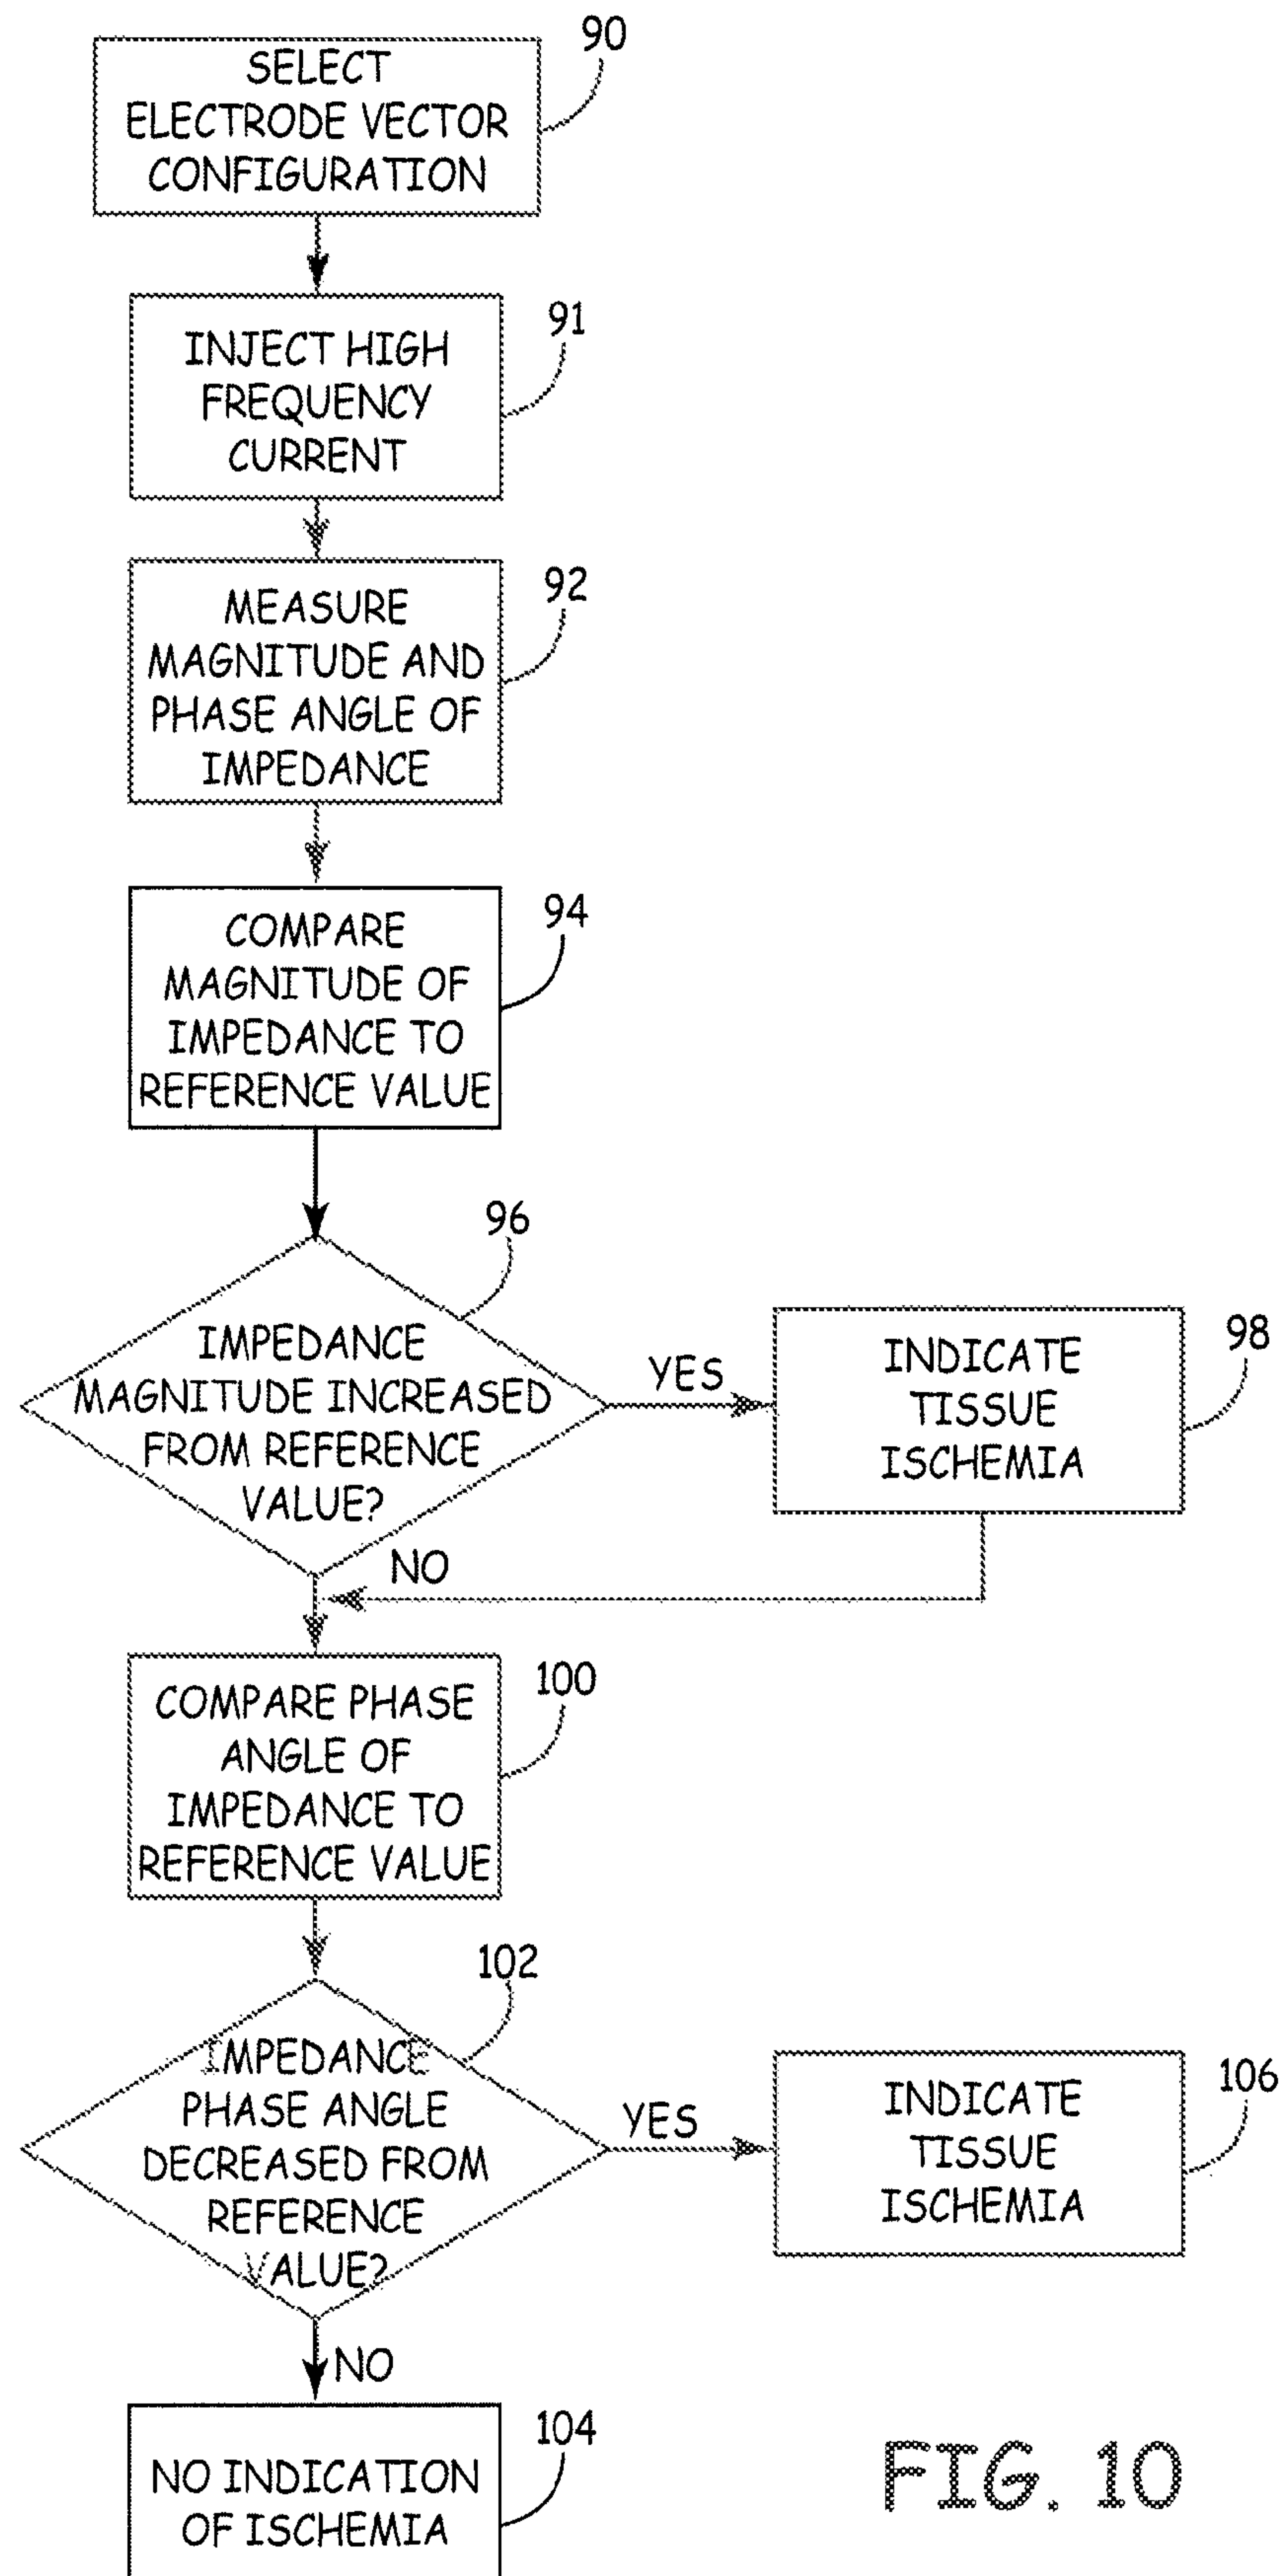 90
SELECT
ELECTRODE VECTOR
CONFIGURATION
91
INJECT HIGH
FREQUENCY
CURRENT
92
MEASURE
MAGNITUDE AND
PHASE ANGLE OF
IMPEDANCE
94
COMPARE
MAGNITUDE OF
IMPEDANCE TO
REFERENCE VALUE
96
IMPEDANCE
MAGNITUDE INCREASED
FROM REFERENCE
VALUE?
YES
98
INDICATE
TISSUE
ISCHEMIA
NO
100
COMPARE PHASE
ANGLE OF
IMPEDANCE TO
REFERENCE VALUE
102
IMPEDANCE
PHASE ANGLE
DECREASED FROM
REFERENCE
VALUE?
YES
106
INDICATE
TISSUE
ISCHEMIA
NO
104
NO INDICATION
OF ISCHEMIA
FIG. 10